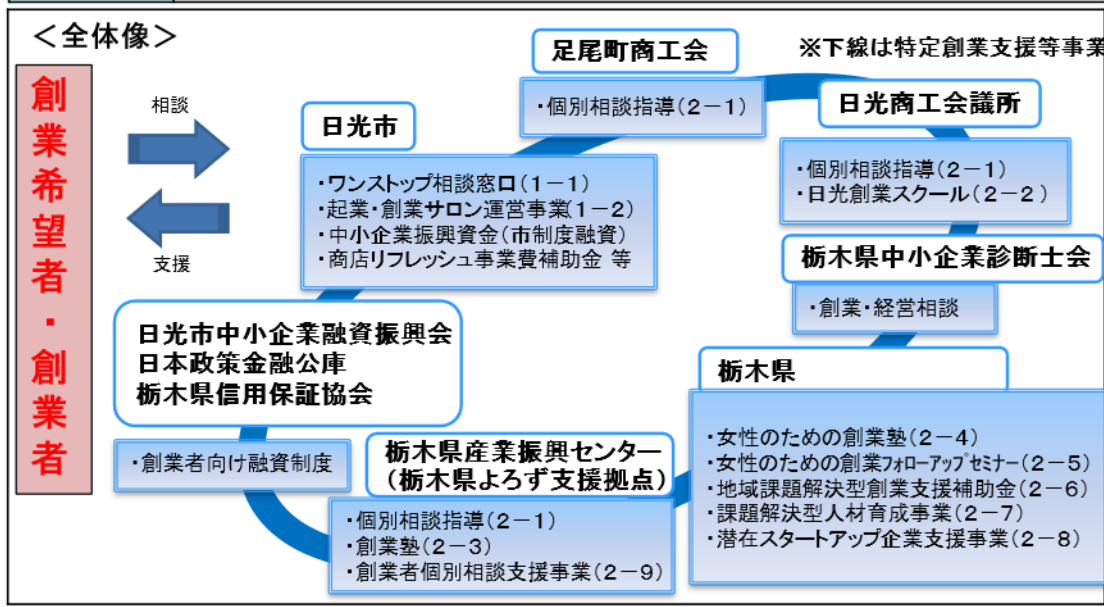 <全体像>
※下線は特定創業支援等事業
創業希望者・創業者
相談
支援
足尾町商工会
・個別相談指導(2-1)
日光市
・ワンストップ相談窓口(1-1)
・起業・創業サロン運営事業(1-2)
・中小企業振興資金(市制度融資)
・商店リフレッシュ事業費補助金 等
日光商工会議所
・個別相談指導(2-1)
・日光創業スクール(2-2)
栃木県中小企業診断士会
・創業・経営相談
日光市中小企業融資振興会
日本政策金融公庫
栃木県信用保証協会
・創業者向け融資制度
栃木県産業振興センター
(栃木県よろず支援拠点)
・個別相談指導(2-1)
・創業塾(2-3)
・創業者個別相談支援事業(2-9)
栃木県
・女性のための創業塾(2-4)
・女性のための創業フォローアップセミナー(2-5)
・地域課題解決型創業支援補助金(2-6)
・課題解決型人材育成事業(2-7)
・潜在スタートアップ企業支援事業(2-8)